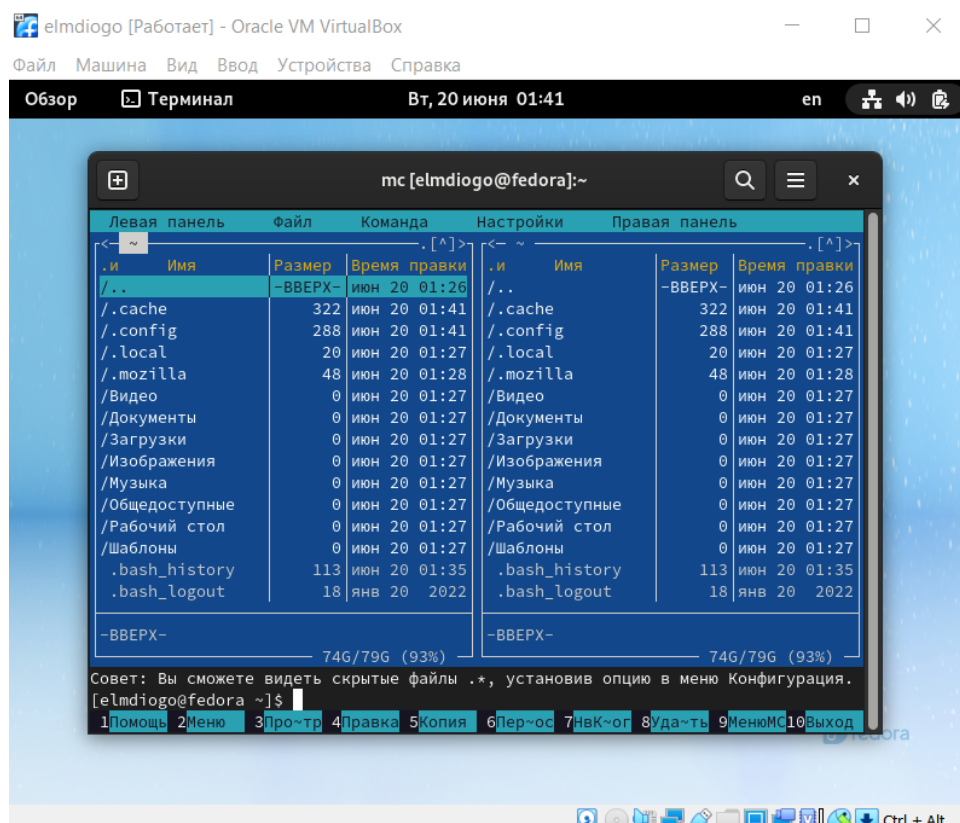 elmdiogo [Работает] - Oracle VM VirtualBox
Файл Машина Вид Ввод Устройства Справка
Обзор Терминал Вт, 20 июня 01:41 en
mc [elmdiogo@fedora]:~
Левая панель Файл Команда Настройки Правая панель
<─ ~ ─.[^]>┐ ┌<─ ~ ─.[^]>
.и Имя Размер Время правки .и Имя Размер Время правки
/.. -ВВЕРХ- июн 20 01:26 /.. -ВВЕРХ- июн 20 01:26
/.cache 322 июн 20 01:41 /.cache 322 июн 20 01:41
/.config 288 июн 20 01:41 /.config 288 июн 20 01:41
/.local 20 июн 20 01:27 /.local 20 июн 20 01:27
/.mozilla 48 июн 20 01:28 /.mozilla 48 июн 20 01:28
/Видео 0 июн 20 01:27 /Видео 0 июн 20 01:27
/Документы 0 июн 20 01:27 /Документы 0 июн 20 01:27
/Загрузки 0 июн 20 01:27 /Загрузки 0 июн 20 01:27
/Изображения 0 июн 20 01:27 /Изображения 0 июн 20 01:27
/Музыка 0 июн 20 01:27 /Музыка 0 июн 20 01:27
/Общедоступные 0 июн 20 01:27 /Общедоступные 0 июн 20 01:27
/Рабочий стол 0 июн 20 01:27 /Рабочий стол 0 июн 20 01:27
/Шаблоны 0 июн 20 01:27 /Шаблоны 0 июн 20 01:27
.bash_history 113 июн 20 01:35 .bash_history 113 июн 20 01:35
.bash_logout 18 янв 20 2022 .bash_logout 18 янв 20 2022
-ВВЕРХ- -ВВЕРХ-
74G/79G (93%) 74G/79G (93%)
Совет: Вы сможете видеть скрытые файлы .*, установив опцию в меню Конфигурация.
[elmdiogo@fedora ~]$
1Помощь 2Меню 3Про~тр 4Правка 5Копия 6Пер~ос 7НвК~ог 8Уда~ть 9МенюMC 10Выход
fedora
Ctrl + Alt